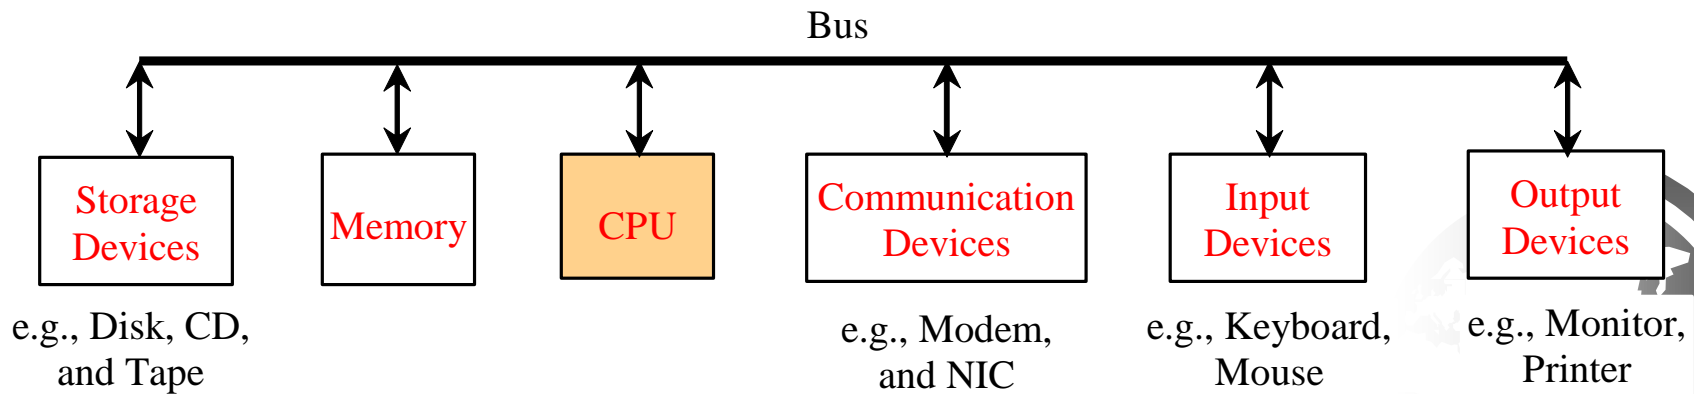 Bus
Storage
Devices
Memory
CPU
Communication
Devices
Input
Devices
Output
Devices
e.g., Disk, CD,
and Tape
e.g., Modem,
and NIC
e.g., Keyboard,
Mouse
e.g., Monitor,
Printer